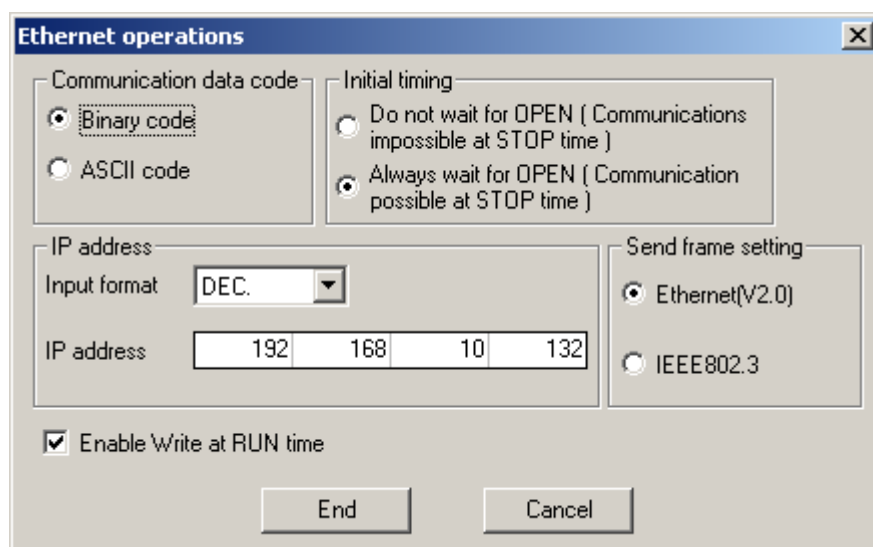 Ethernet operations
Communication data code
Binary code
ASCII code
Initial timing
Do not wait for OPEN ( Communications
impossible at STOP time )
Always wait for OPEN ( Communication
possible at STOP time )
IP address
Input format DEC.
IP address 192 168 10 132
Send frame setting
Ethernet(V2.0)
IEEE802.3
Enable Write at RUN time
End Cancel